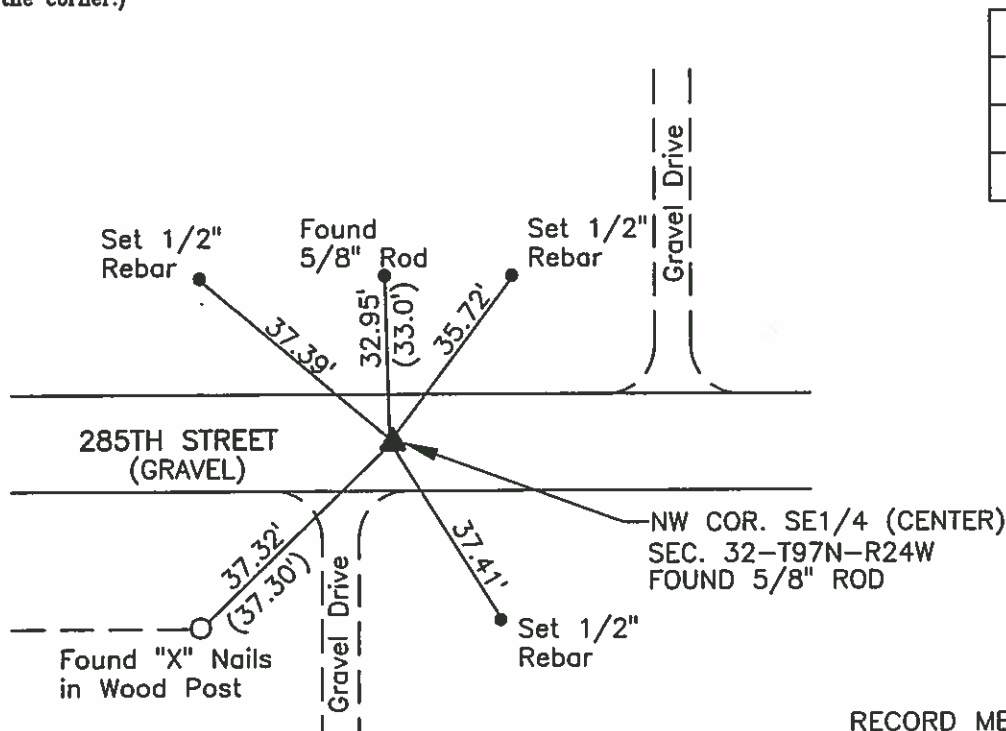 the corner.)
Set 1/2"
Rebar
Found
5/8" Rod
Set 1/2"
Rebar
Gravel Drive
37.39'
32.95'
(33.0')
35.72'
285TH STREET
(GRAVEL)
NW COR. SE1/4 (CENTER)
SEC. 32-T97N-R24W
FOUND 5/8" ROD
37.32'
(37.30')
37.41'
Gravel Drive
Set 1/2"
Rebar
Found "X" Nails
in Wood Post
RECORD